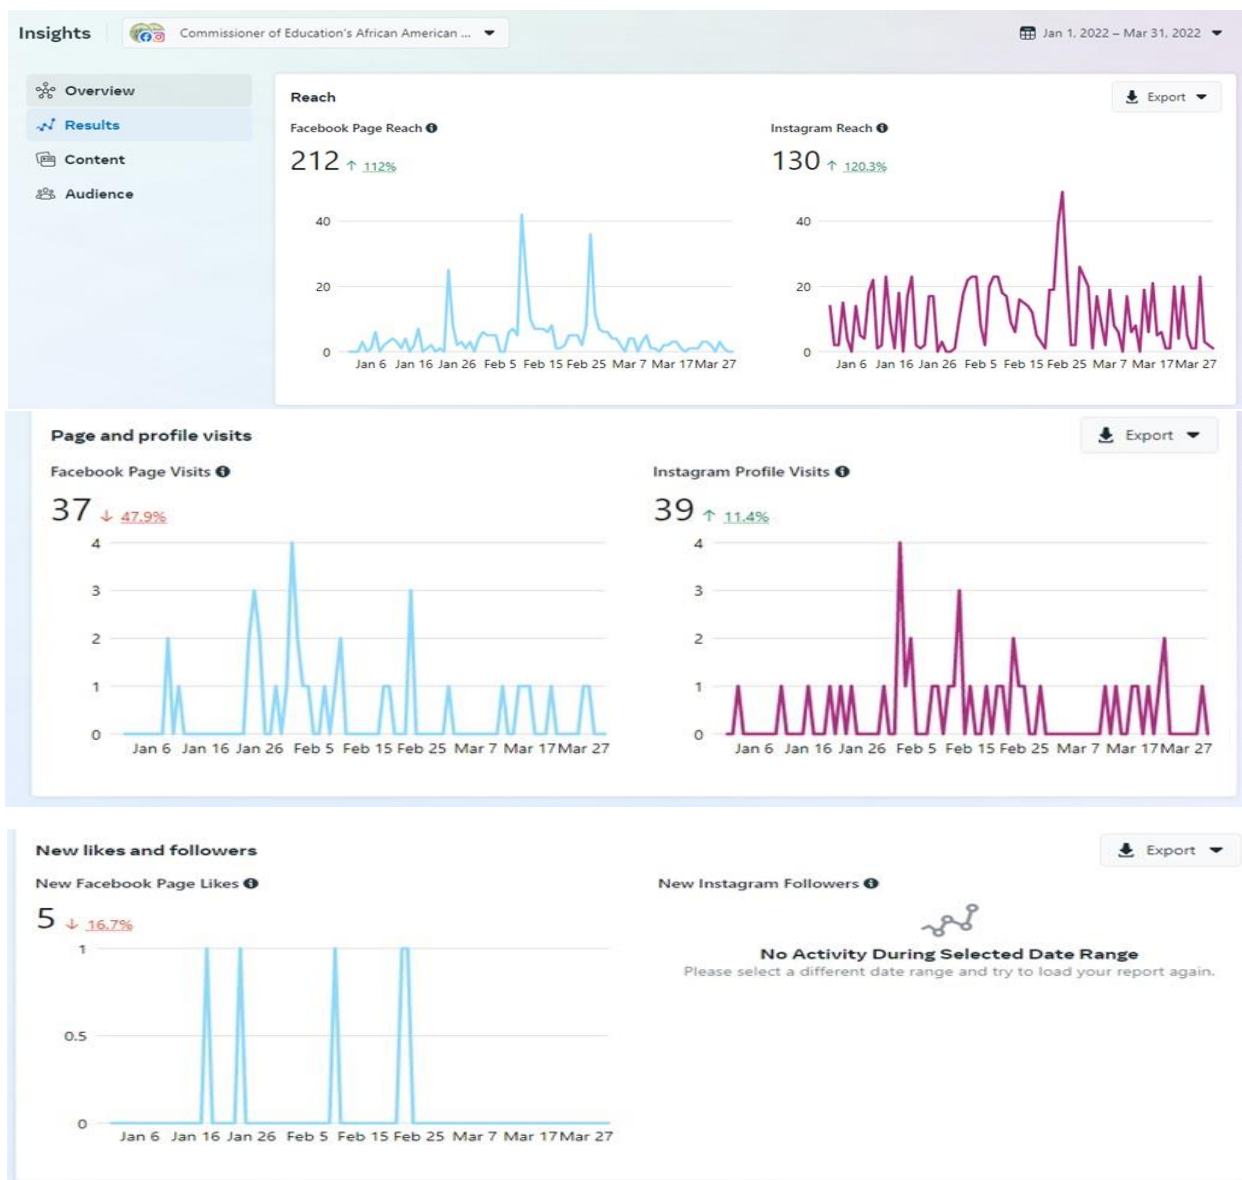 Insights
Commissioner of Education's African American ...
Jan 1, 2022 – Mar 31, 2022
Overview
Results
Content
Audience
Reach
Export
Facebook Page Reach
212 ↑ 112%
40
20
0
Jan 6 Jan 16 Jan 26 Feb 5 Feb 15 Feb 25 Mar 7 Mar 17 Mar 27
Instagram Reach
130 ↑ 120.3%
40
20
0
Jan 6 Jan 16 Jan 26 Feb 5 Feb 15 Feb 25 Mar 7 Mar 17 Mar 27
Page and profile visits
Export
Facebook Page Visits
37 ↓ 47.9%
4
3
2
1
0
Jan 6 Jan 16 Jan 26 Feb 5 Feb 15 Feb 25 Mar 7 Mar 17 Mar 27
Instagram Profile Visits
39 ↑ 11.4%
4
3
2
1
0
Jan 6 Jan 16 Jan 26 Feb 5 Feb 15 Feb 25 Mar 7 Mar 17 Mar 27
New likes and followers
Export
New Facebook Page Likes
5 ↓ 16.7%
1
0.5
0
Jan 6 Jan 16 Jan 26 Feb 5 Feb 15 Feb 25 Mar 7 Mar 17 Mar 27
New Instagram Followers
No Activity During Selected Date Range
Please select a different date range and try to load your report again.